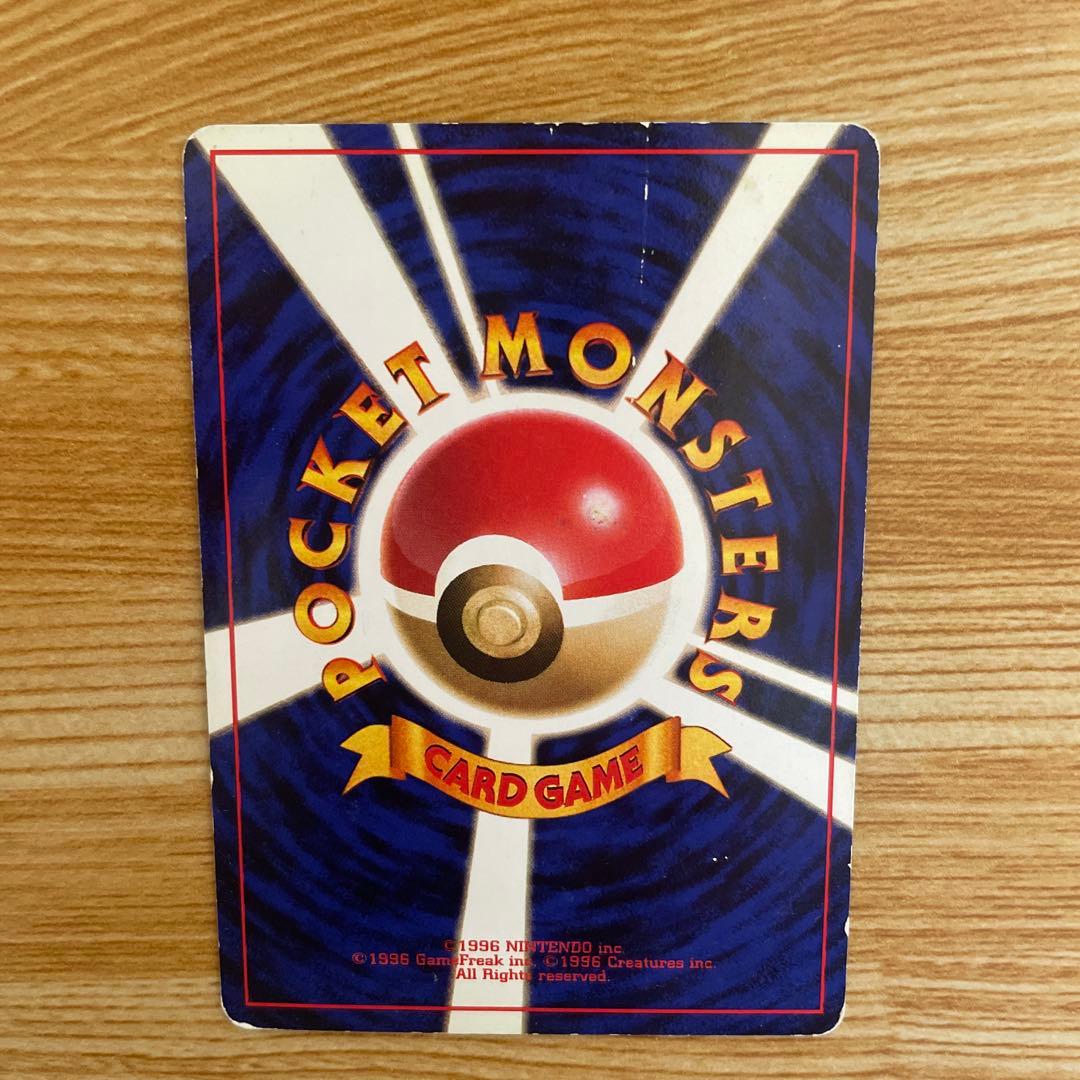 POCKET MONSTERS
CARD GAME
©1996 NINTENDO inc.
©1996 GameFreak inc. ©1996 Creatures inc.
All Rights reserved.